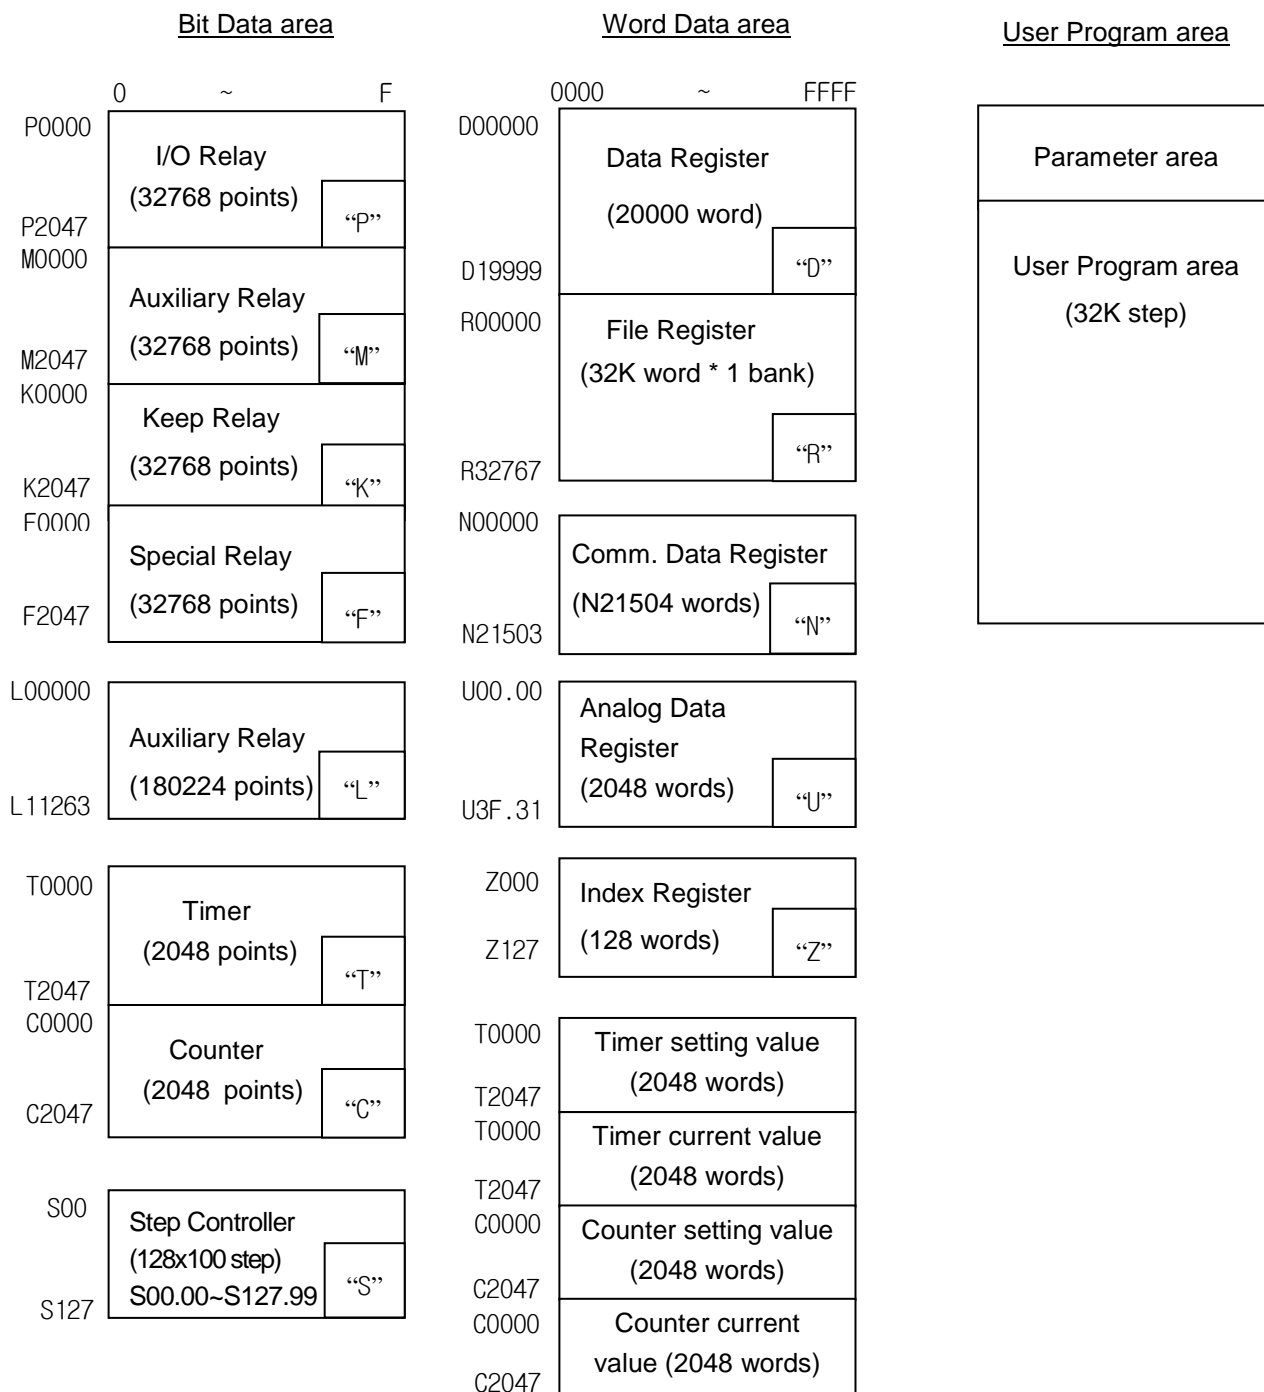 Bit Data area
0 ~ F
P0000
I/O Relay
(32768 points)
“P”
P2047
M0000
Auxiliary Relay
(32768 points)
“M”
M2047
K0000
Keep Relay
(32768 points)
“K”
K2047
F0000
Special Relay
(32768 points)
“F”
F2047
L00000
Auxiliary Relay
(180224 points)
“L”
L11263
T0000
Timer
(2048 points)
“T”
T2047
C0000
Counter
(2048 points)
“C”
C2047
S00
Step Controller
(128x100 step)
S00.00~S127.99
“S”
S127
Word Data area
0000 ~ FFFF
D00000
Data Register
(20000 word)
“D”
D19999
R00000
File Register
(32K word * 1 bank)
“R”
R32767
N00000
Comm. Data Register
(N21504 words)
“N”
N21503
U00.00
Analog Data
Register
(2048 words)
“U”
U3F.31
Z000
Index Register
(128 words)
“Z”
Z127
T0000
Timer setting value
(2048 words)
T2047
T0000
Timer current value
(2048 words)
T2047
C0000
Counter setting value
(2048 words)
C2047
C0000
Counter current
value (2048 words)
C2047
User Program area
Parameter area
User Program area
(32K step)